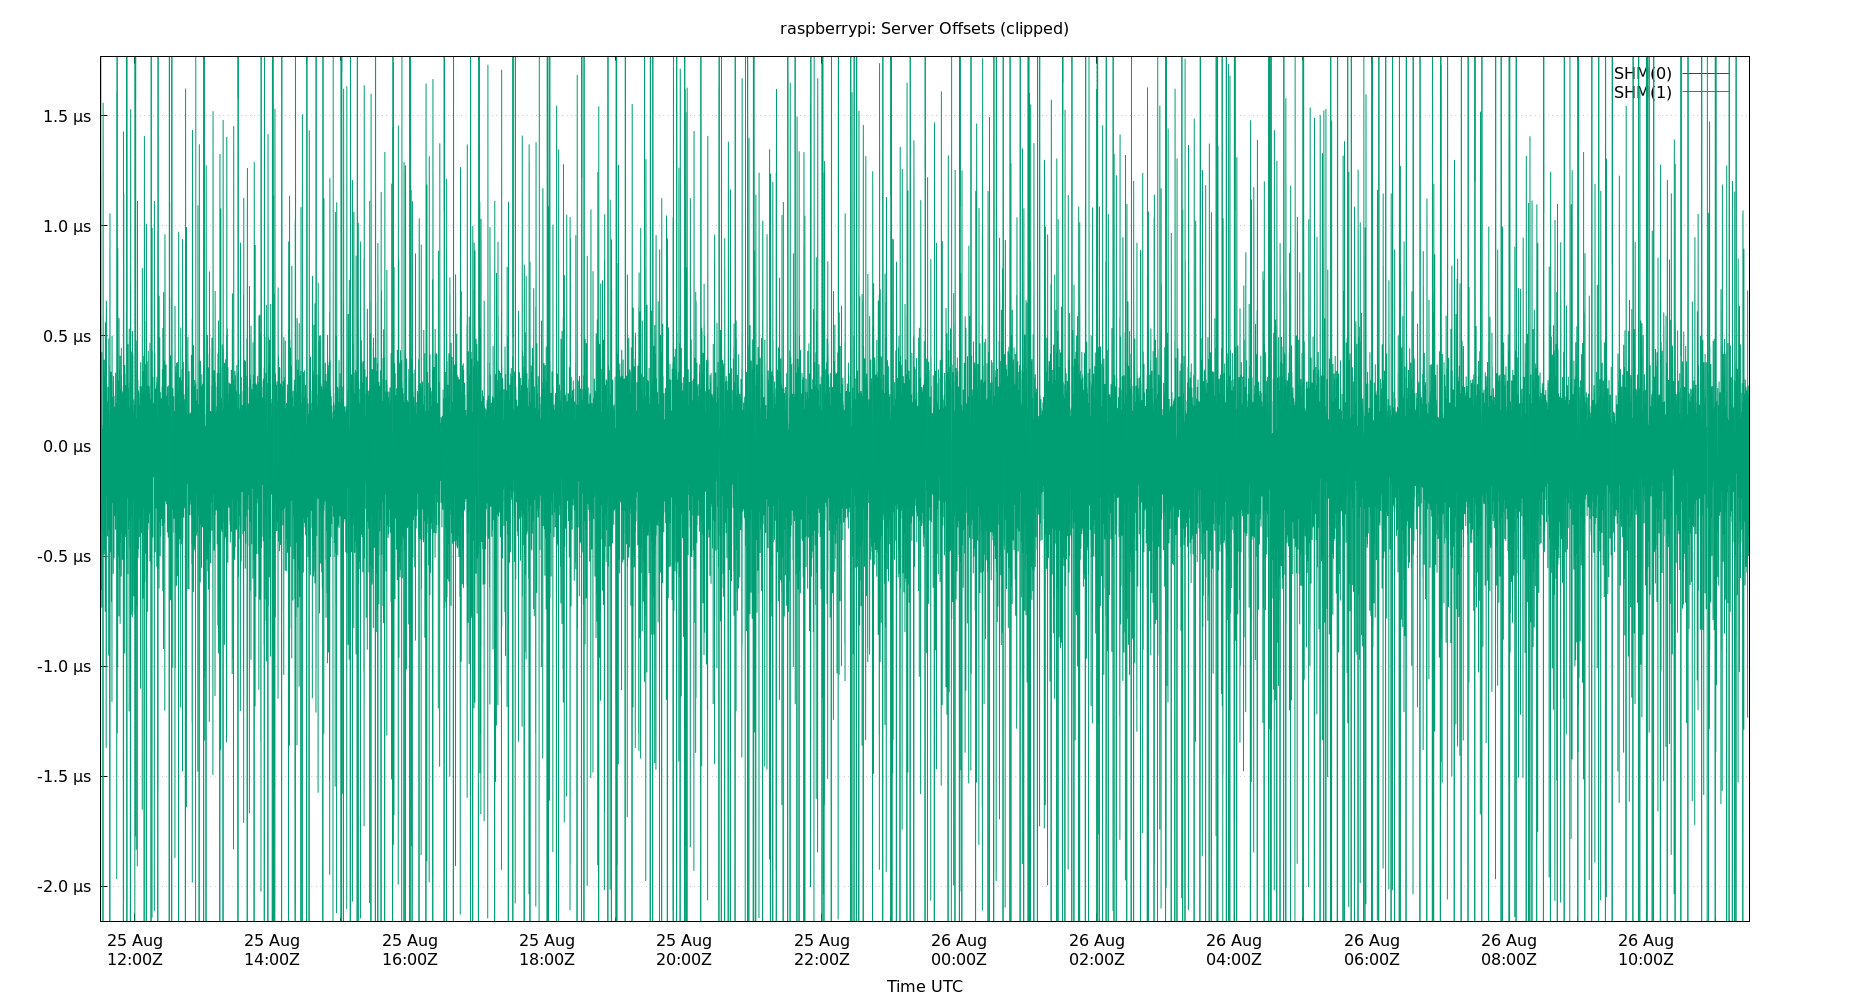 raspberrypi: Server Offsets (clipped)
SHM(0)
SHM(1)
1.5 µs
1.0 µs
0.5 µs
0.0 µs
-0.5 µs
-1.0 µs
-1.5 µs
-2.0 µs
25 Aug 25 Aug 25 Aug 25 Aug 25 Aug 25 Aug 26 Aug 26 Aug 26 Aug 26 Aug 26 Aug 26 Aug
12:00Z 14:00Z 16:00Z 18:00Z 20:00Z 22:00Z 00:00Z 02:00Z 04:00Z 06:00Z 08:00Z 10:00Z
Time UTC